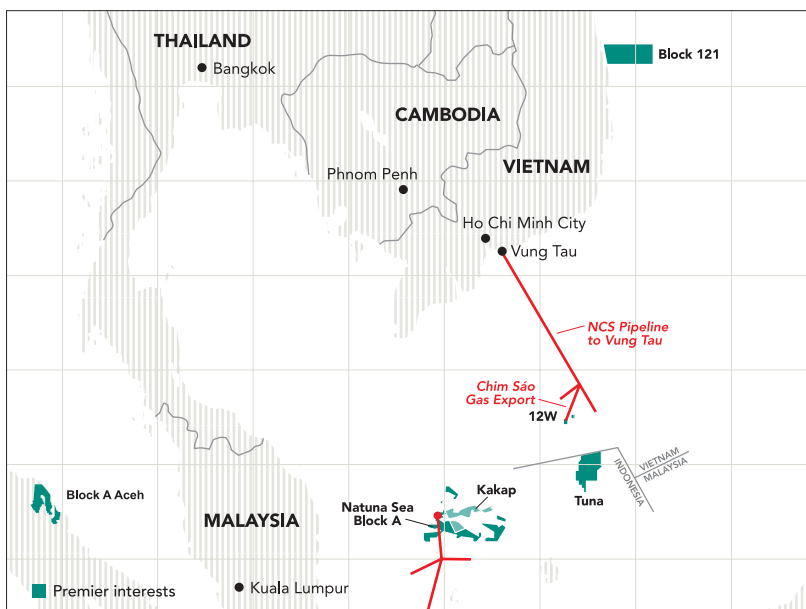 THAILAND
Bangkok
Block 121
CAMBODIA
Phnom Penh
VIETNAM
Ho Chi Minh City
Vung Tau
NCS Pipeline
to Vung Tau
Chim Sáo
Gas Export
12W
VIETNAM
MALAYSIA
INDONESIA
Tuna
Kakap
Natuna Sea
Block A
Block A Aceh
MALAYSIA
Kuala Lumpur
Premier interests